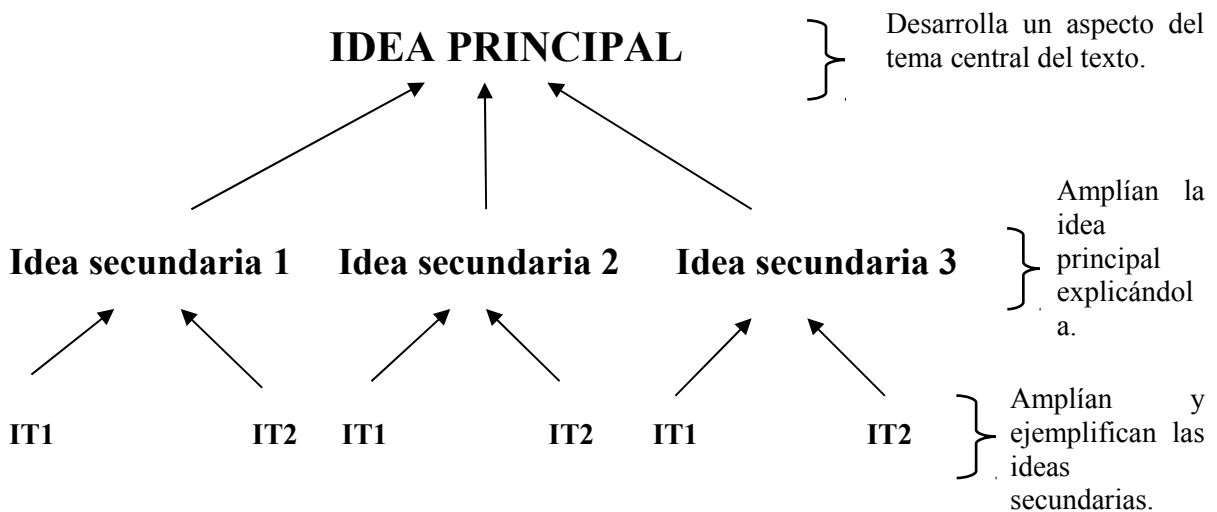 IDEA PRINCIPAL
Desarrolla un aspecto del
tema central del texto.
Idea secundaria 1
Idea secundaria 2
Idea secundaria 3
Amplían la
idea
principal
explicándol
a.
IT1
IT2
IT1
IT2
IT1
IT2
Amplían y
ejemplifican las
ideas
secundarias.